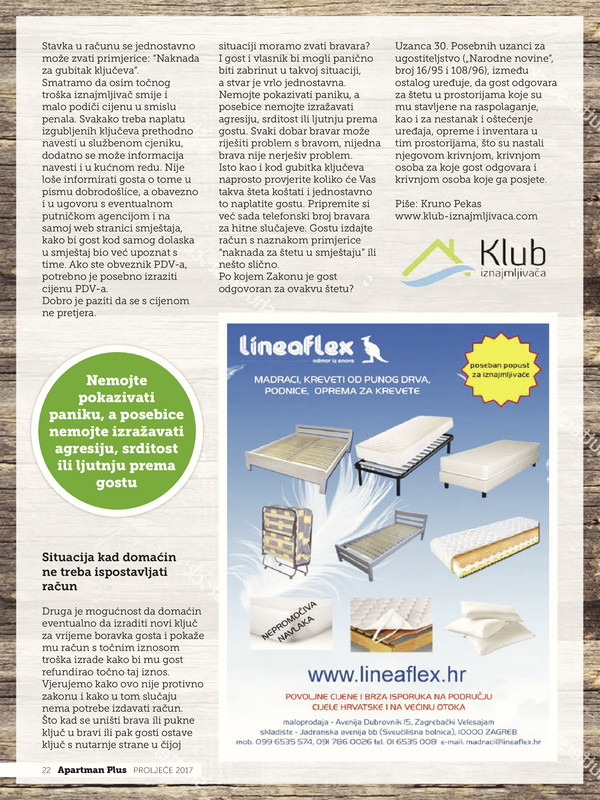 Stavka u računu se jednostavno
može zvati primjerice: "Naknada
za gubitak ključeva".
Smatramo da osim točnog
troška iznajmljivač smije i
malo podiči cijenu u smislu
penala. Svakako treba naplatu
izgubljenih ključeva prethodno
navesti u službenom cjeniku,
dodatno se može informacija
navesti i u kućnom redu. Nije
loše informirati gosta o tome u
pismu dobrodošlice, a obavezno
i u ugovoru s eventualnom
putničkom agencijom i na
samoj web stranici smještaja,
kako bi gost kod samog dolaska
u smještaj bio već upoznat s
time. Ako ste obveznik PDV-a,
potrebno je posebno izraziti
cijenu PDV-a.
Dobro je paziti da se s cijenom
ne pretjera.
Nemojte
pokazivati
paniku, a posebice
nemojte izražavati
agresiju, srditost
ili ljutnju prema
gostu
Situacija kad domaćin
ne treba ispostavljati
račun
Druga je mogućnost da domaćin
eventualno da izraditi novi ključ
za vrijeme boravka gosta i pokaže
mu račun s točnim iznosom
troška izrade kako bi mu gost
refundirao točno taj iznos.
Vjerujemo kako ovo nije protivno
zakonu i kako u tom slučaju
nema potrebe izdavati račun.
Što kad se uništi brava ili pukne
ključ u bravi ili pak gosti ostave
ključ s nutarnje strane u čijoj
situaciji moramo zvati bravara?
I gost i vlasnik bi mogli panično
biti zabrinut u takvoj situaciji,
a stvar je vrlo jednostavna.
Nemojte pokazivati paniku, a
posebice nemojte izražavati
agresiju, srditost ili ljutnju prema
gostu. Svaki dobar bravar može
riješiti problem s bravom, nijedna
brava nije nerješiv problem.
Isto kao i kod gubitka ključeva
naprosto provjerite koliko će Vas
takva šteta koštati i jednostavno
to naplatite gostu. Pripremite si
već sada telefonski broj bravara
za hitne slučajeve. Gostu izdajte
račun s naznakom primjerice
"naknada za štetu u smještaju" ili
nešto slično.
Po kojem Zakonu je gost
odgovoran za ovakvu štetu?
Uzanca 30. Posebnih uzanci za
ugostiteljstvo („Narodne novine",
broj 16/95 i 108/96), između
ostalog uređuje, da gost odgovara
za štetu u prostorijama koje su
mu stavljene na raspolaganje,
kao i za nestanak i oštećenje
uređaja, opreme i inventara u
tim prostorijama, što su nastali
njegovom krivnjom, krivnjom
osoba za koje gost odgovara i
krivnjom osoba koje ga posjete.
Piše: Kruno Pekas
www.klub-iznajmljivaca.com
Klub
iznajmljivača
lineaflex
odmor iz snova
MADRACI, KREVETI OD PUNOG DRVA,
PODNICE, OPREMA ZA KREVETE
poseban popust
za iznajmljivače
NEPROMOČIVA
NAVLAKA
www.lineaflex.hr
POVOLJNE CIJENE I BRZA ISPORUKA NA PODRUČJU
CIJELE HRVATSKE I NA VEĆINU OTOKA
maloprodaja - Avenija Dubrovnik 15, Zagrebački Velesajam
skladište - Jadranska avenija bb (Sveučilišna bolnica), 10000 ZAGREB
mob. 099 6535 574, 091 786 0026 tel. 01 6535 008 e-mail: madraci@lineaflex.hr
22 Apartman Plus PROLJEĆE 2017